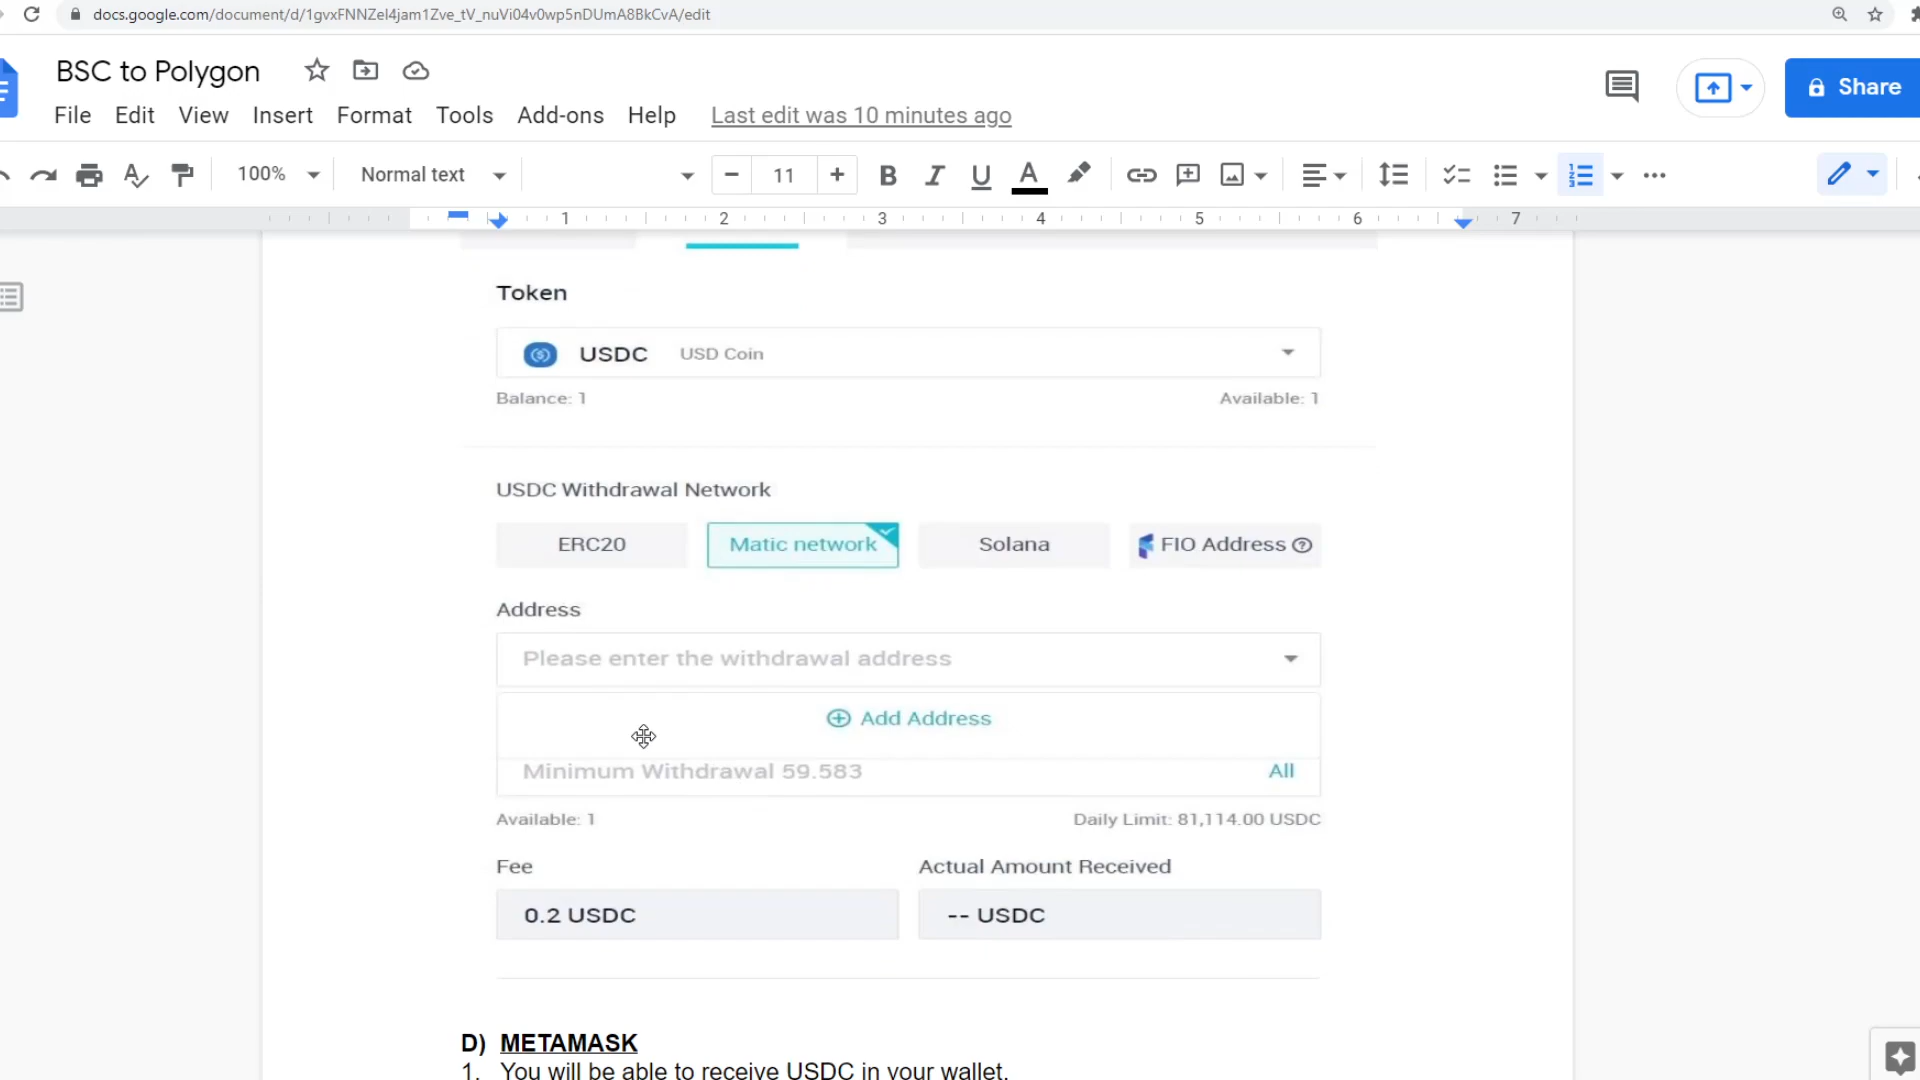 docs.google.com/document/d/1gvxFNNZel4jam1Zve_tV_nuVi04v0wp5nDUmA8BkCvA/edit
BSC to Polygon
Share
File Edit View Insert Format Tools Add-ons Help Last edit was 10 minutes ago
100% Normal text 11
1 2 3 4 5 6 7
Token
USDC USD Coin
Balance: 1 Available: 1
USDC Withdrawal Network
ERC20 Matic network Solana FIO Address
Address
Please enter the withdrawal address
Add Address
Minimum Withdrawal 59.583 All
Available: 1 Daily Limit: 81,114.00 USDC
Fee Actual Amount Received
0.2 USDC -- USDC
D) METAMASK
1. You will be able to receive USDC in your wallet.